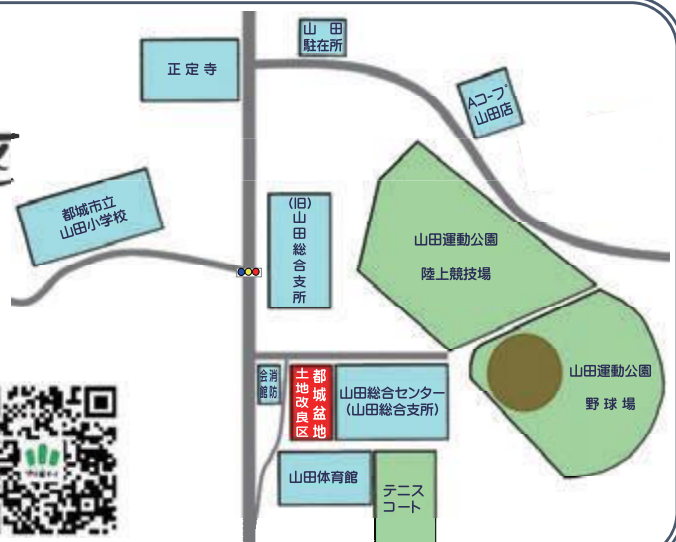 山田
駐在所
正定寺
Aコープ
山田店
都城市立
山田小学校
(旧)山田総合支所
山田運動公園
陸上競技場
山田運動公園
野球場
消防
会館
都城盆地
土地改良区
山田総合センター
(山田総合支所)
山田体育館
テニス
コート